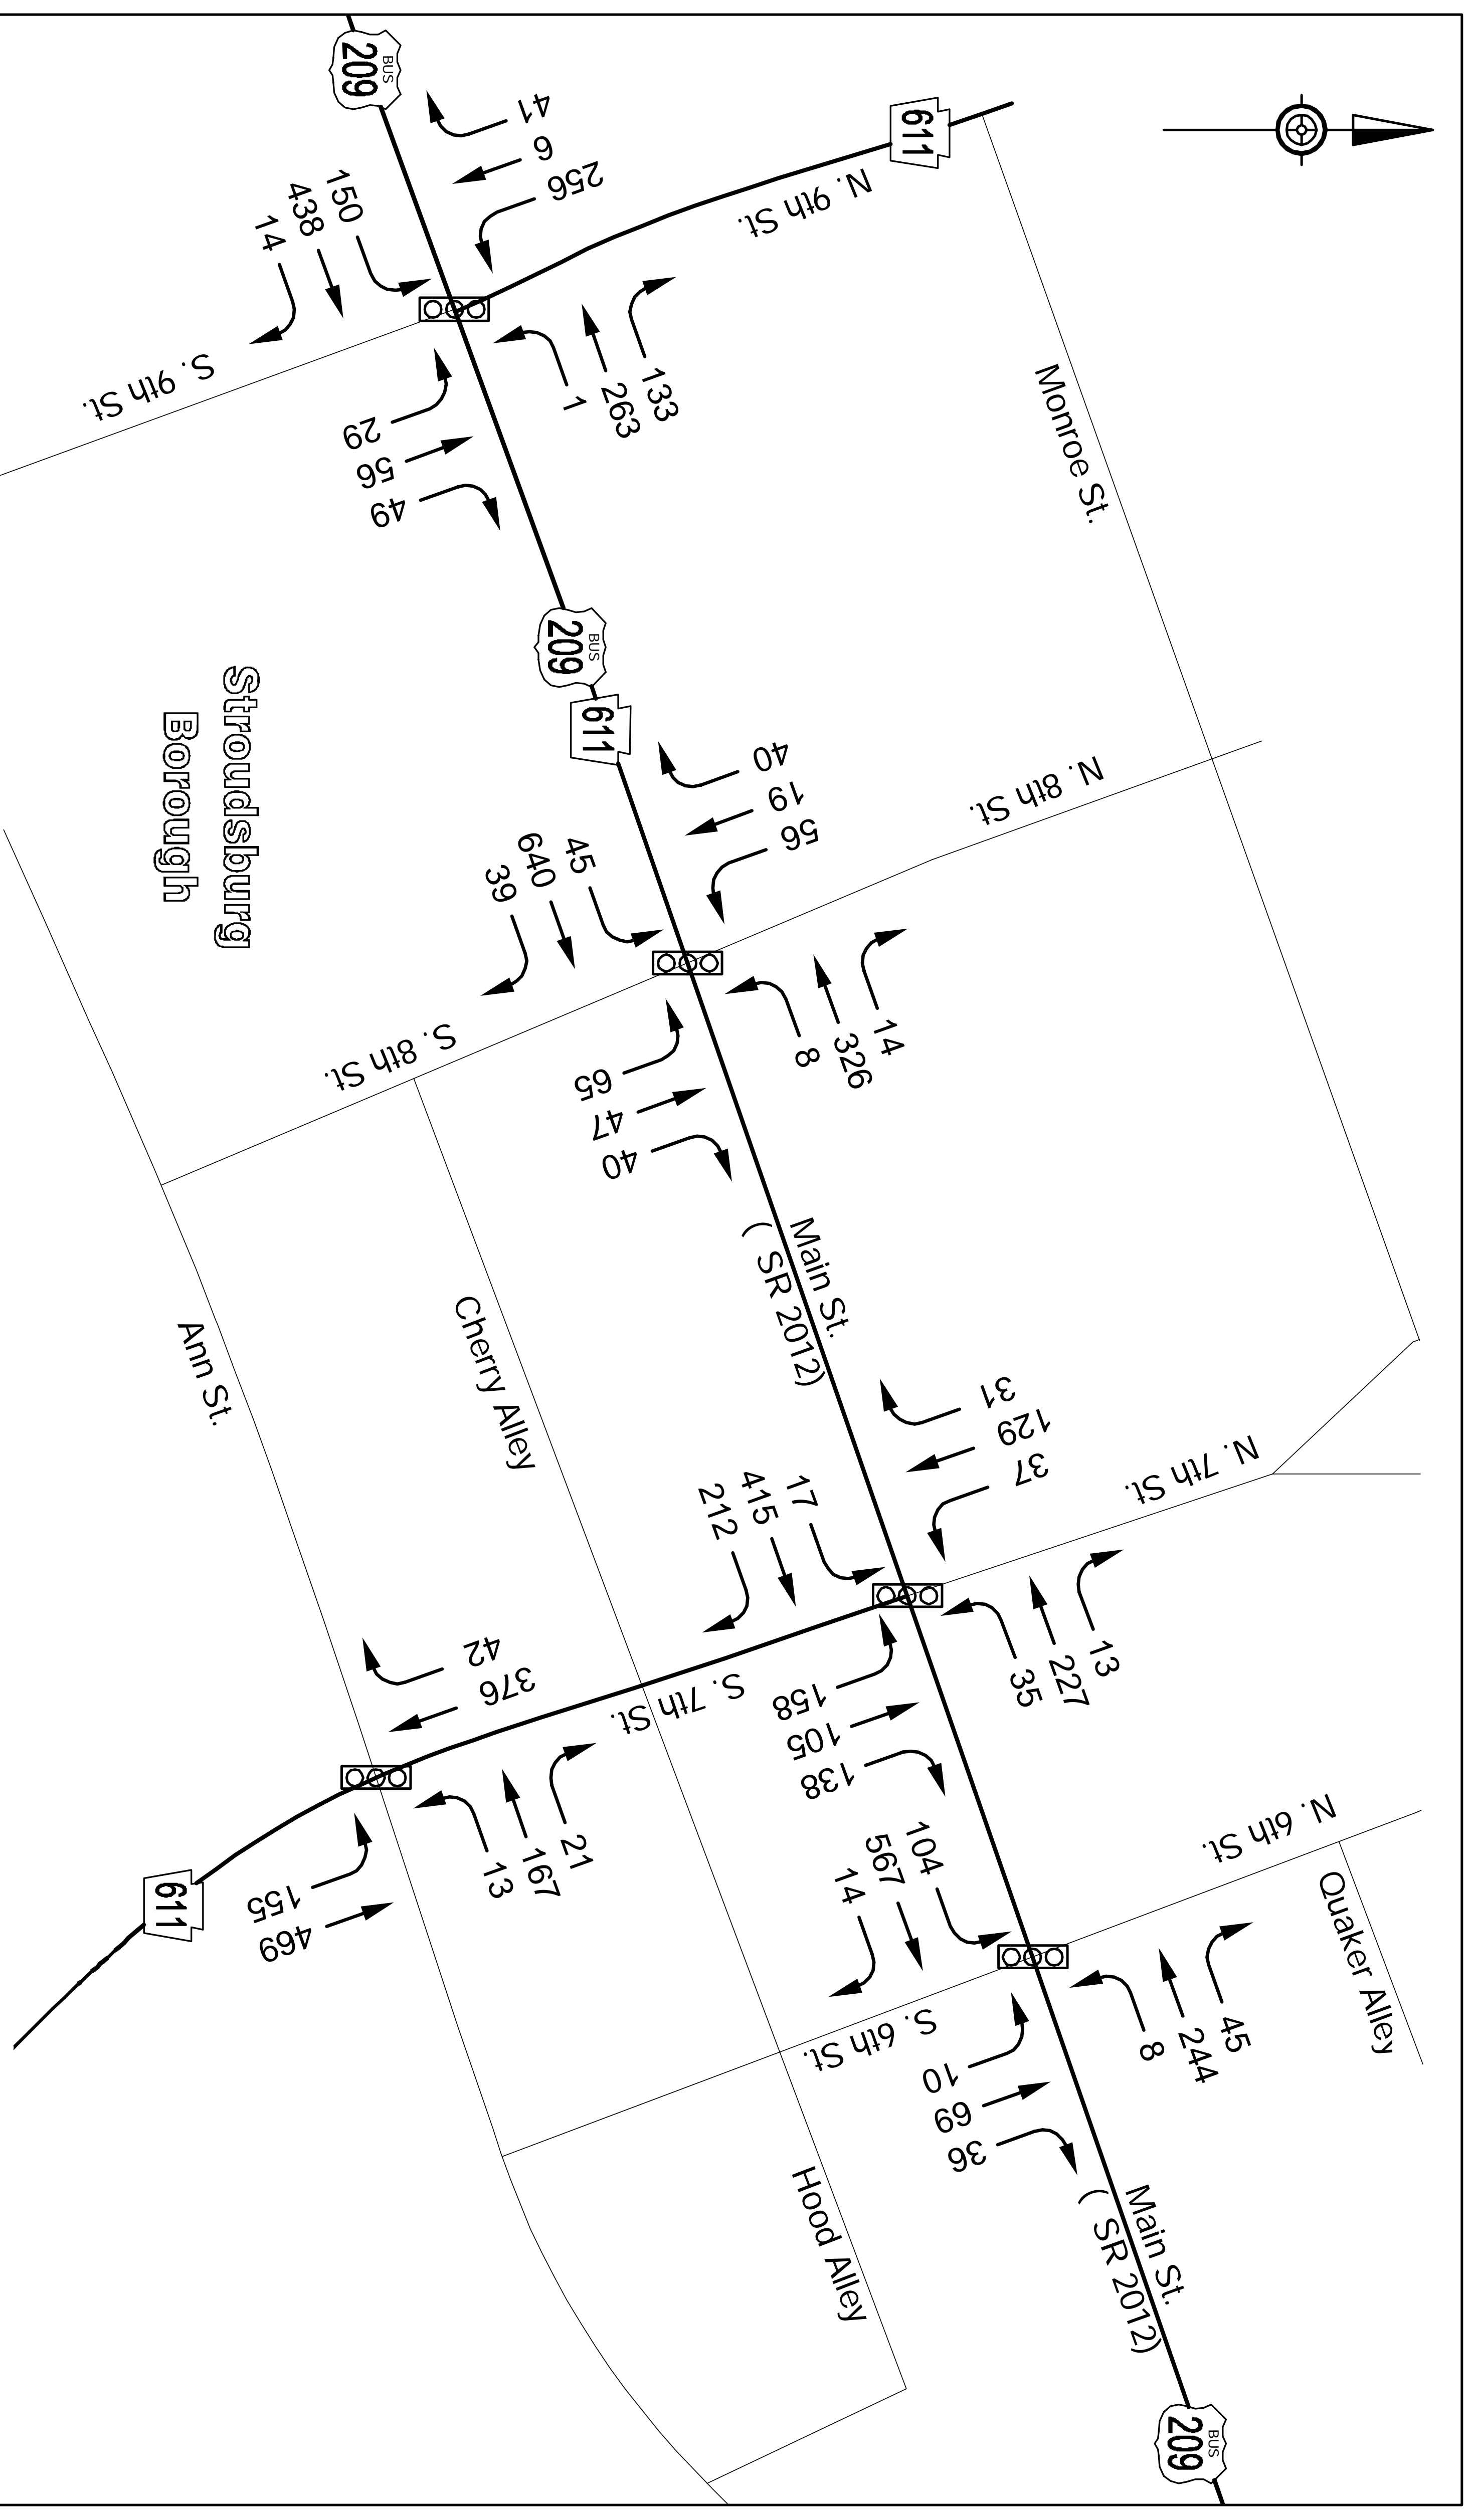 BUS
209
611
N. 9th St.
47
6
256
150
438
14
S. 9th St.
133
263
1
29
56
49
Monroe St.
BUS
209
611
Stroudsburg
Borough
40
19
56
N. 8th St.
45
640
39
S. 8th St.
14
326
8
65
47
40
Main St.
( SR 2012)
Cherry Alley
Ann St.
31
129
37
N. 7th St.
17
415
212
42
376
S. 7th St.
13
227
35
158
105
138
21
167
13
155
469
611
104
567
14
N. 6th St.
Quaker Alley
S. 6th St.
45
244
8
10
69
36
Hood Alley
Main St.
( SR 2012)
BUS
209